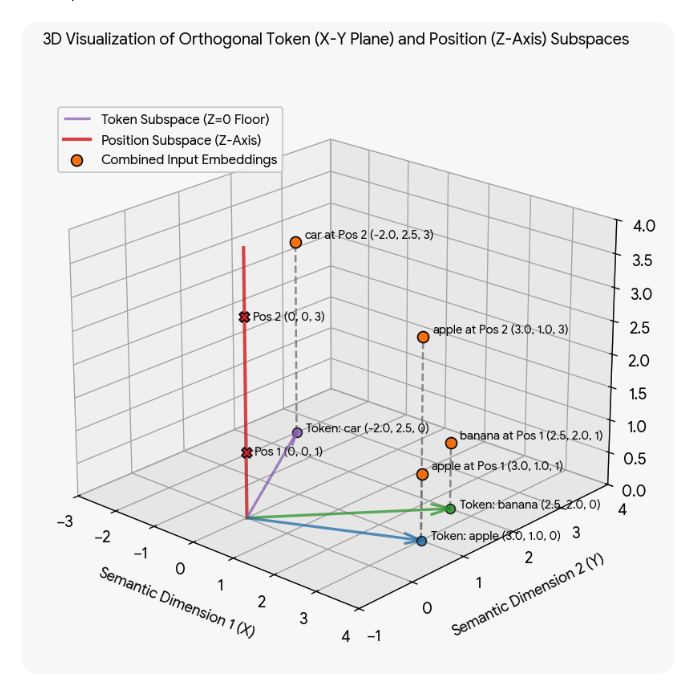 3D Visualization of Orthogonal Token (X-Y Plane) and Position (Z-Axis) Subspaces
Token Subspace (Z=0 Floor)
Position Subspace (Z-Axis)
Combined Input Embeddings
car at Pos 2 (-2.0, 2.5, 3)
Pos 2 (0, 0, 3)
apple at Pos 2 (3.0, 1.0, 3)
Token: car (-2.0, 2.5, 0)
banana at Pos 1 (2.5, 2.0, 1)
Pos 1 (0, 0, 1)
apple at Pos 1 (3.0, 1.0, 1)
Token: banana (2.5, 2.0, 0)
Token: apple (3.0, 1.0, 0)
4.0
3.5
3.0
2.5
2.0
1.5
1.0
0.5
0.0
−3
−2
−1
0
1
2
3
4
Semantic Dimension 1 (X)
−1
0
1
2
3
4
Semantic Dimension 2 (Y)